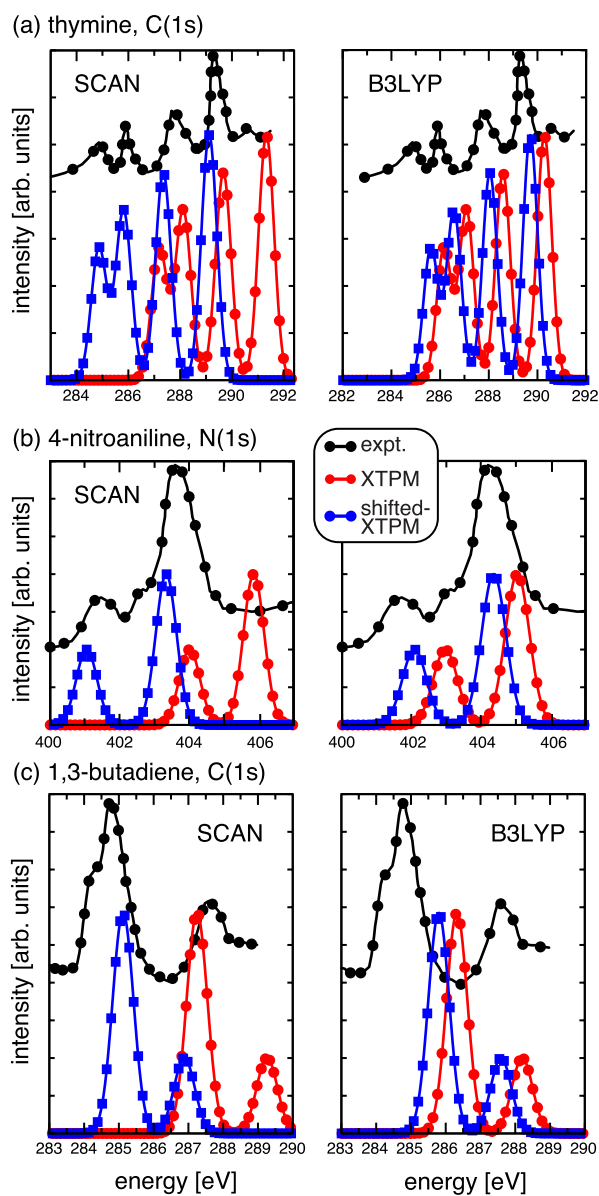 (a) thymine, C(1s)
SCAN
B3LYP
intensity [arb. units]
284 286 288 290 292
282 284 286 288 290 292
(b) 4-nitroaniline, N(1s)
SCAN
expt.
XTPM
shifted-
XTPM
intensity [arb. units]
400 402 404 406
400 402 404 406
(c) 1,3-butadiene, C(1s)
SCAN
B3LYP
intensity [arb. units]
283 284 285 286 287 288 289 290
283 284 285 286 287 288 289 290
energy [eV]
energy [eV]